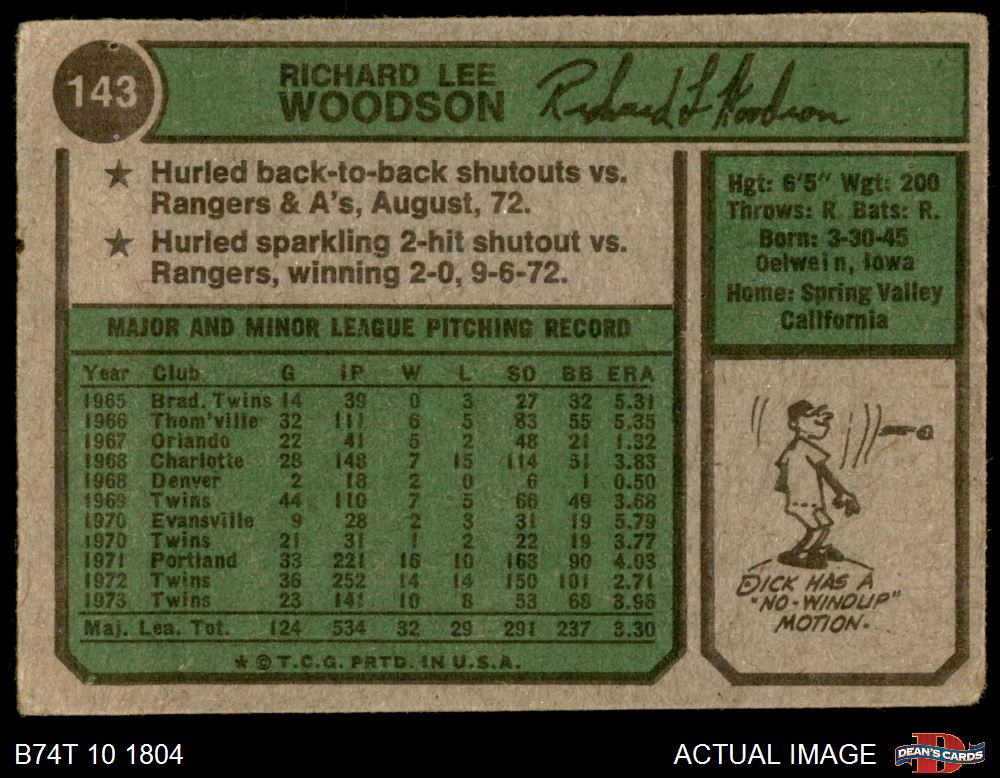 143
RICHARD LEE
WOODSON
Richard L Woodson
★ Hurled back-to-back shutouts vs.
Rangers & A's, August, 72.
★ Hurled sparkling 2-hit shutout vs.
Rangers, winning 2-0, 9-6-72.
Hgt: 6'5" Wgt: 200
Throws: R Bats: R.
Born: 3-30-45
Oelwein, Iowa
Home: Spring Valley
California
MAJOR AND MINOR LEAGUE PITCHING RECORD
Year Club G IP W L SO BB ERA
1965 Brad. Twins 14 39 0 3 27 32 5.31
1966 Thom'ville 32 111 6 5 83 55 5.35
1967 Orlando 22 41 5 2 48 21 1.32
1968 Charlotte 28 148 7 15 114 51 3.83
1968 Denver 2 18 2 0 6 1 0.50
1969 Twins 44 110 7 5 66 49 3.68
1970 Evansville 9 28 2 3 31 19 5.79
1970 Twins 21 31 1 2 22 19 3.77
1971 Portland 33 221 16 10 163 90 4.03
1972 Twins 36 252 14 14 150 101 2.71
1973 Twins 23 141 10 8 53 68 3.96
Maj. Lea. Tot. 124 534 32 29 291 237 3.30
★ © T.C.G. PRTD. IN U.S.A.
DICK HAS A
"NO-WINDUP"
MOTION.
B74T 10 1804
ACTUAL IMAGE
DEAN'S CARDS